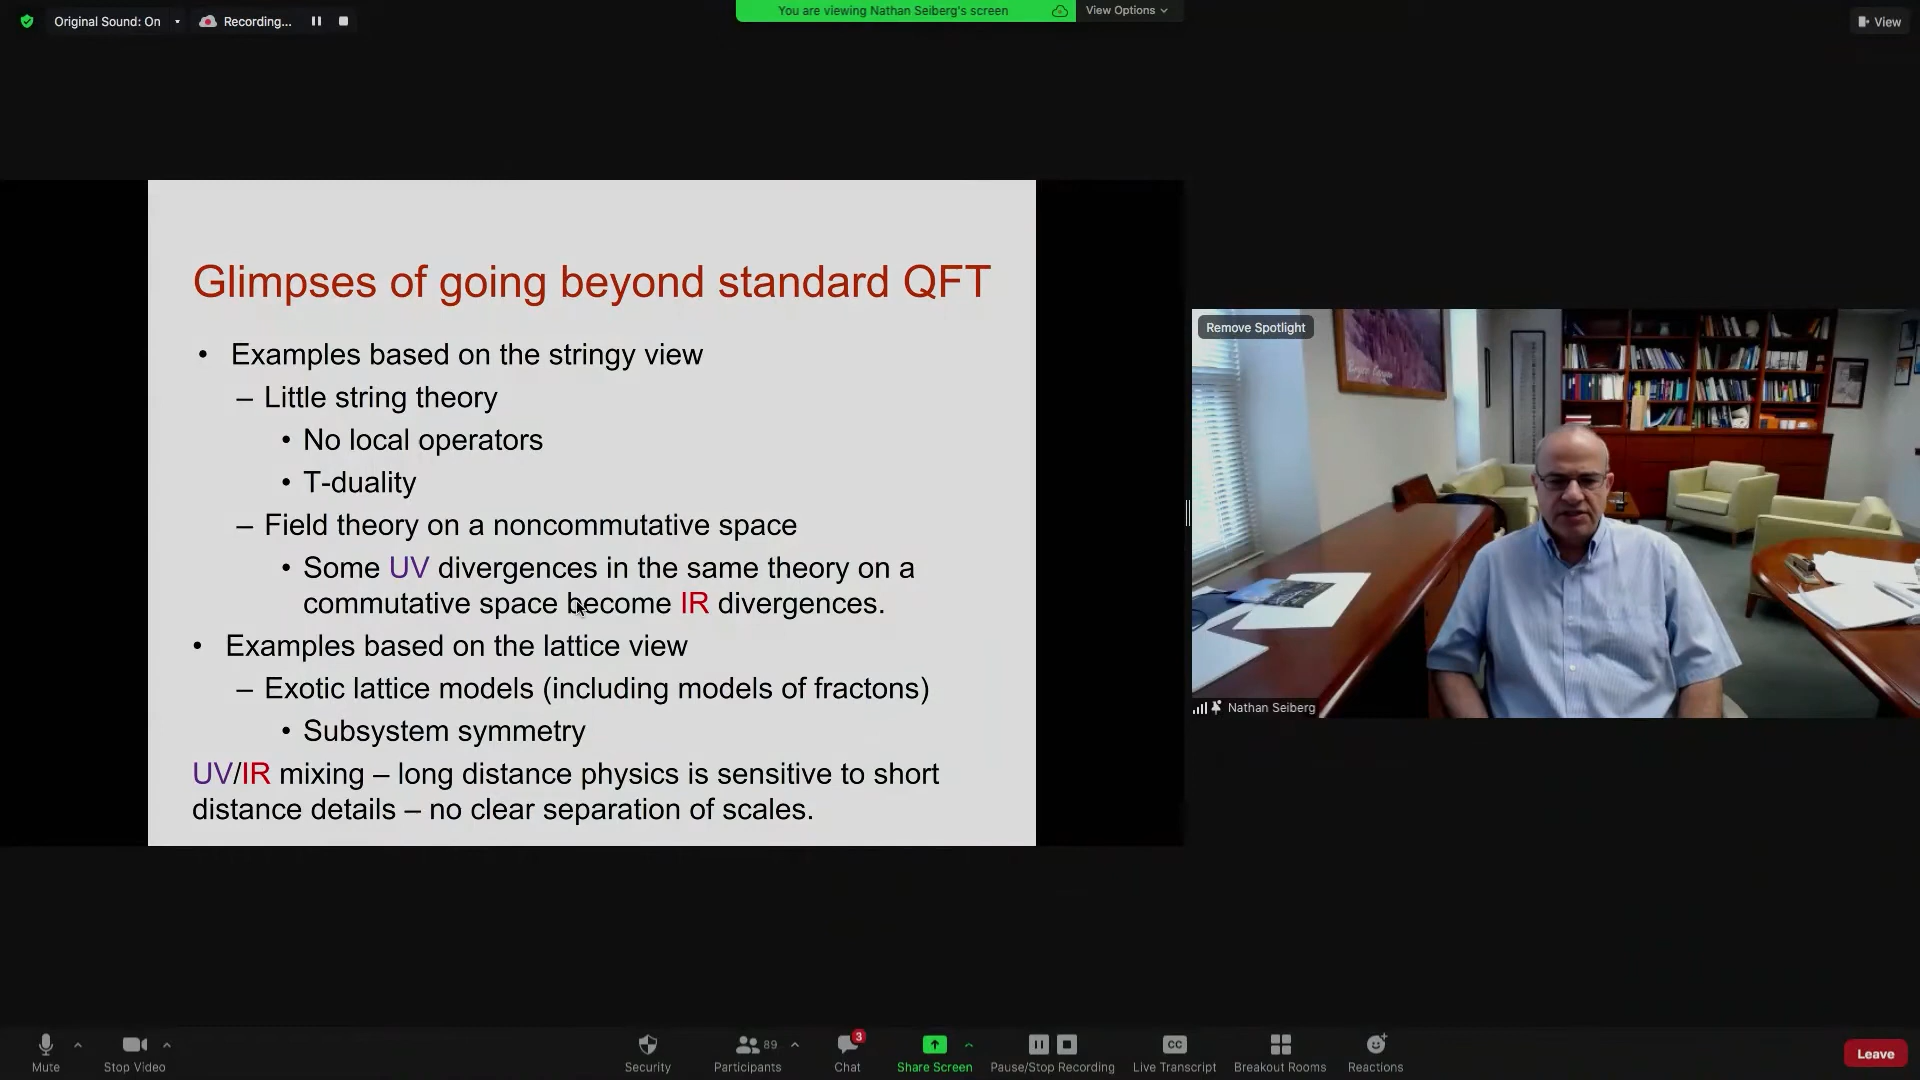 Original Sound: On
Recording...
You are viewing Nathan Seiberg's screen
View Options
View
Glimpses of going beyond standard QFT
• Examples based on the stringy view
– Little string theory
• No local operators
• T-duality
– Field theory on a noncommutative space
• Some UV divergences in the same theory on a
commutative space become IR divergences.
• Examples based on the lattice view
– Exotic lattice models (including models of fractons)
• Subsystem symmetry
UV/IR mixing – long distance physics is sensitive to short
distance details – no clear separation of scales.
Remove Spotlight
Nathan Seiberg
Mute
Stop Video
Security
89
Participants
3
Chat
Share Screen
Pause/Stop Recording
CC
Live Transcript
Breakout Rooms
Reactions
Leave